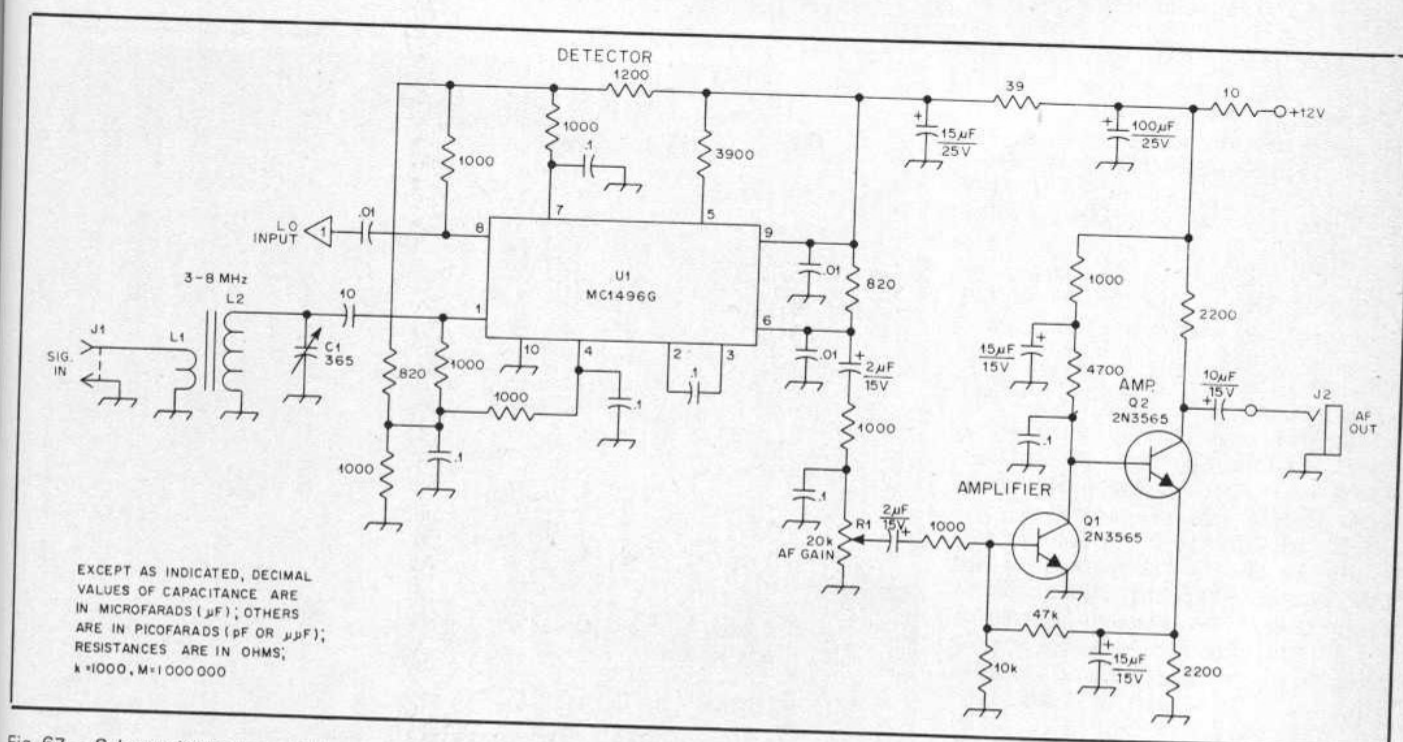 DETECTOR
1200
39
10
+12V
1000
1000
.1
3900
+
15µF
25V
+
100µF
25V
LO
INPUT
1
.01
8
7
5
9
U1
MC1496G
.01
820
1000
2200
3-8 MHz
L2
J1
L1
SIG.
IN
C1
365
10
1
10
4
2
3
6
.01
+
2µF
15V
+
15µF
15V
4700
820
1000
1000
.1
.1
1000
.1
1000
.1
AMP.
Q2
2N3565
10µF
15V
+
J2
AF
OUT
.1
AMPLIFIER
R1
20k
AF GAIN
2µF
15V
+
1000
Q1
2N3565
47k
10k
+
15µF
15V
2200
EXCEPT AS INDICATED, DECIMAL
VALUES OF CAPACITANCE ARE
IN MICROFARADS (µF); OTHERS
ARE IN PICOFARADS (pF OR µµF);
RESISTANCES ARE IN OHMS;
k=1000, M=1000000